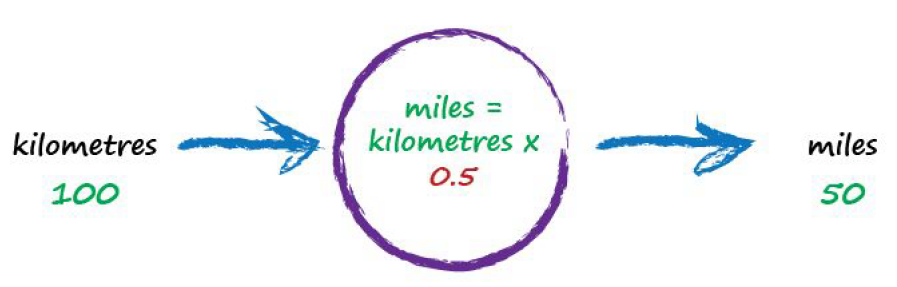 kilometres
100
miles =
kilometres x
0.5
miles
50